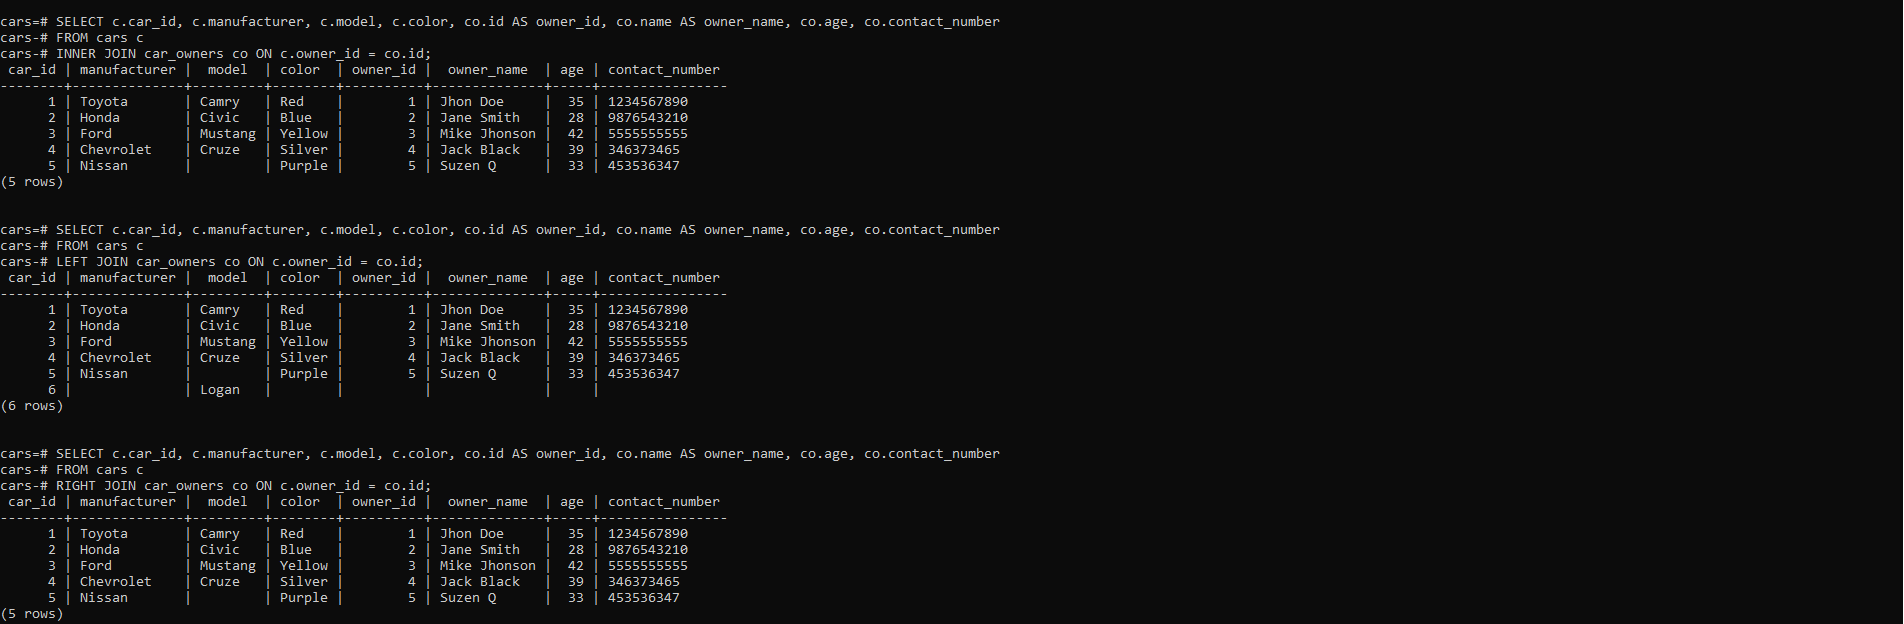 cars=# SELECT c.car_id, c.manufacturer, c.model, c.color, co.id AS owner_id, co.name AS owner_name, co.age, co.contact_number
cars-# FROM cars c
cars-# INNER JOIN car_owners co ON c.owner_id = co.id;
 car_id | manufacturer |  model  | color  | owner_id |  owner_name  | age | contact_number
--------+--------------+---------+--------+----------+--------------+-----+----------------
      1 | Toyota       | Camry   | Red    |        1 | Jhon Doe     |  35 | 1234567890
      2 | Honda        | Civic   | Blue   |        2 | Jane Smith   |  28 | 9876543210
      3 | Ford         | Mustang | Yellow |        3 | Mike Jhonson |  42 | 5555555555
      4 | Chevrolet    | Cruze   | Silver |        4 | Jack Black   |  39 | 346373465
      5 | Nissan       |         | Purple |        5 | Suzen Q      |  33 | 453536347
(5 rows)
cars=# SELECT c.car_id, c.manufacturer, c.model, c.color, co.id AS owner_id, co.name AS owner_name, co.age, co.contact_number
cars-# FROM cars c
cars-# LEFT JOIN car_owners co ON c.owner_id = co.id;
 car_id | manufacturer |  model  | color  | owner_id |  owner_name  | age | contact_number
--------+--------------+---------+--------+----------+--------------+-----+----------------
      1 | Toyota       | Camry   | Red    |        1 | Jhon Doe     |  35 | 1234567890
      2 | Honda        | Civic   | Blue   |        2 | Jane Smith   |  28 | 9876543210
      3 | Ford         | Mustang | Yellow |        3 | Mike Jhonson |  42 | 5555555555
      4 | Chevrolet    | Cruze   | Silver |        4 | Jack Black   |  39 | 346373465
      5 | Nissan       |         | Purple |        5 | Suzen Q      |  33 | 453536347
      6 |              | Logan   |        |          |              |     |
(6 rows)
cars=# SELECT c.car_id, c.manufacturer, c.model, c.color, co.id AS owner_id, co.name AS owner_name, co.age, co.contact_number
cars-# FROM cars c
cars-# RIGHT JOIN car_owners co ON c.owner_id = co.id;
 car_id | manufacturer |  model  | color  | owner_id |  owner_name  | age | contact_number
--------+--------------+---------+--------+----------+--------------+-----+----------------
      1 | Toyota       | Camry   | Red    |        1 | Jhon Doe     |  35 | 1234567890
      2 | Honda        | Civic   | Blue   |        2 | Jane Smith   |  28 | 9876543210
      3 | Ford         | Mustang | Yellow |        3 | Mike Jhonson |  42 | 5555555555
      4 | Chevrolet    | Cruze   | Silver |        4 | Jack Black   |  39 | 346373465
      5 | Nissan       |         | Purple |        5 | Suzen Q      |  33 | 453536347
(5 rows)